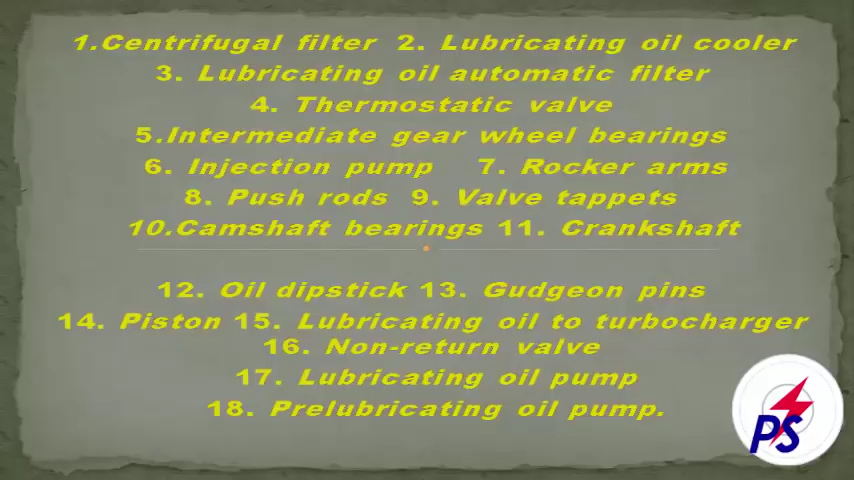 1.Centrifugal filter 2. Lubricating oil cooler
3. Lubricating oil automatic filter
4. Thermostatic valve
5.Intermediate gear wheel bearings
6. Injection pump 7. Rocker arms
8. Push rods 9. Valve tappets
10.Camshaft bearings 11. Crankshaft
12. Oil dipstick 13. Gudgeon pins
14. Piston 15. Lubricating oil to turbocharger
16. Non-return valve
17. Lubricating oil pump
18. Prelubricating oil pump.
PS